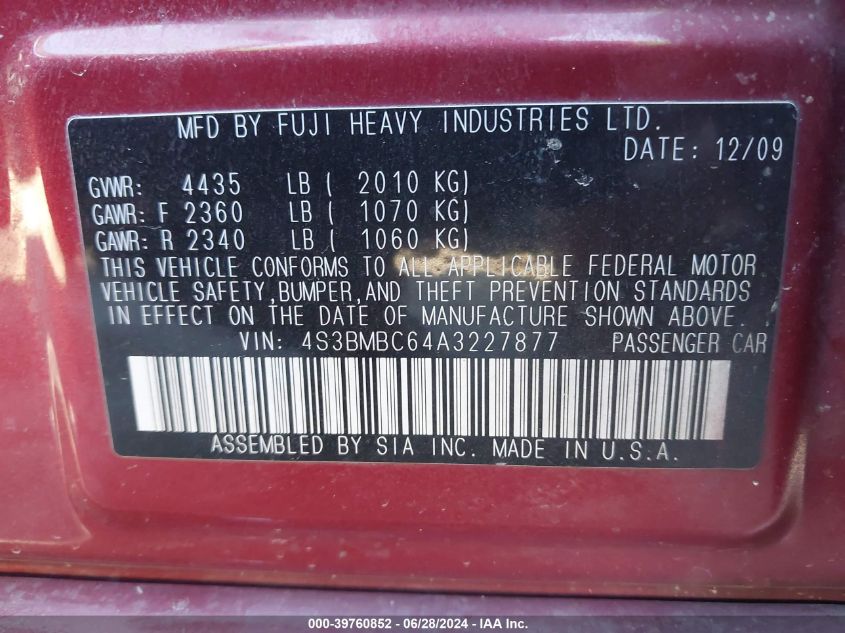 MFD BY FUJI HEAVY INDUSTRIES LTD.
DATE: 12/09
GVWR: 4435 LB ( 2010 KG)
GAWR: F 2360 LB ( 1070 KG)
GAWR: R 2340 LB ( 1060 KG)
THIS VEHICLE CONFORMS TO ALL APPLICABLE FEDERAL MOTOR
VEHICLE SAFETY, BUMPER, AND THEFT PREVENTION STANDARDS
IN EFFECT ON THE DATE OF MANUFACTURE SHOWN ABOVE.
VIN: 4S3BMBC64A3227877 PASSENGER CAR
ASSEMBLED BY SIA INC. MADE IN U.S.A.
000-39760852 / 06/28/2024 - IAA Inc.